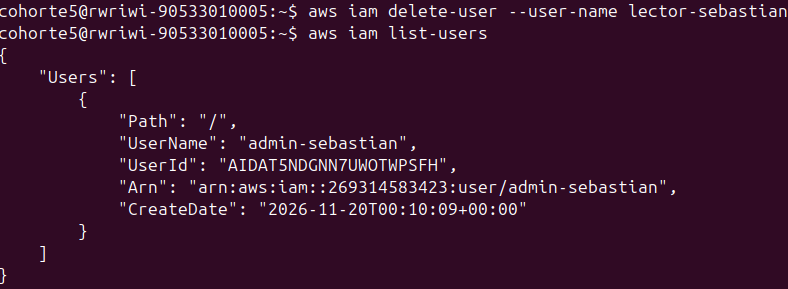 cohorte5@rwriwi-90533010005:~$ aws iam delete-user --user-name lector-sebastian
cohorte5@rwriwi-90533010005:~$ aws iam list-users
{
    "Users": [
        {
            "Path": "/",
            "UserName": "admin-sebastian",
            "UserId": "AIDAT5NDGNN7UWOTWPSFH",
            "Arn": "arn:aws:iam::269314583423:user/admin-sebastian",
            "CreateDate": "2026-11-20T00:10:09+00:00"
        }
    ]
}